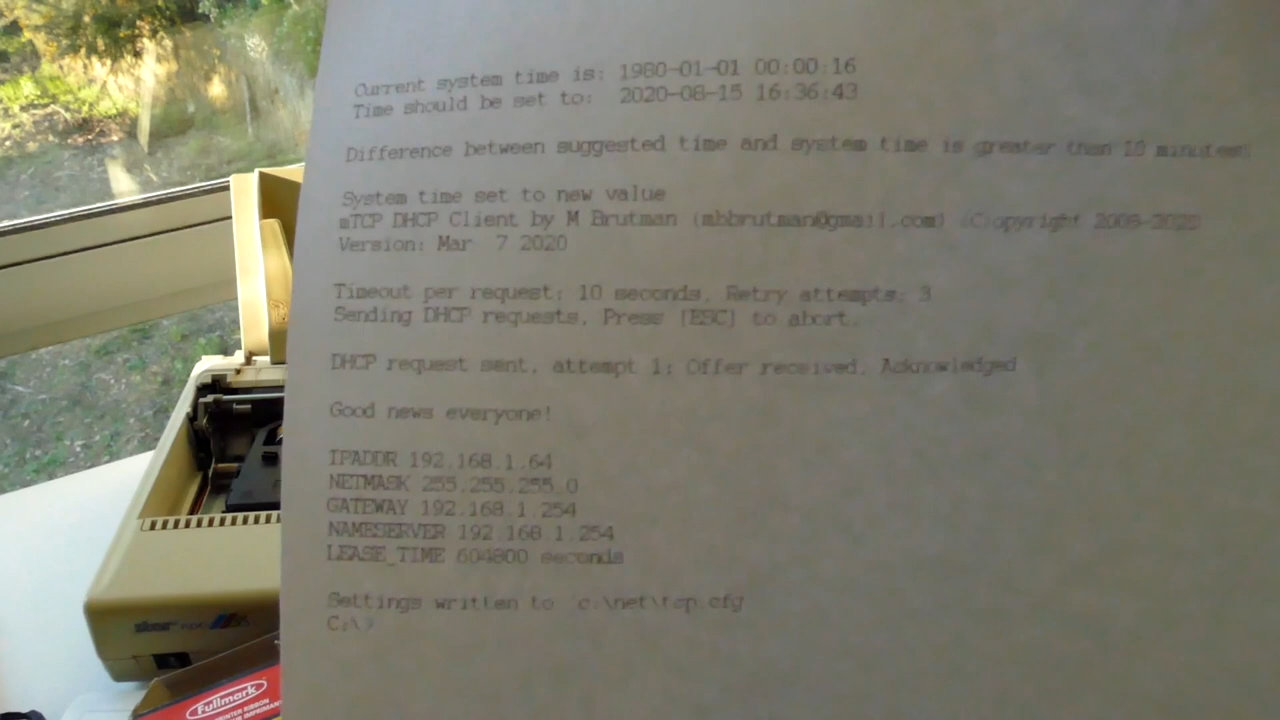 Current system time is: 1980-01-01 00:00:16
Time should be set to: 2020-08-15 16:36:43
Difference between suggested time and system time is greater than 10 minutes!
System time set to new value
mTCP DHCP Client by M Brutman (mbbrutman@gmail.com) (C)opyright 2008-2020
Version: Mar 7 2020
Timeout per request: 10 seconds, Retry attempts: 3
Sending DHCP requests, Press [ESC] to abort.
DHCP request sent, attempt 1: Offer received, Acknowledged
Good news everyone!
IPADDR 192.168.1.64
NETMASK 255.255.255.0
GATEWAY 192.168.1.254
NAMESERVER 192.168.1.254
LEASE_TIME 604800 seconds
Settings written to 'c:\net\tcp.cfg'
C:\>
star
Fullmark
PRINTER RIBBON